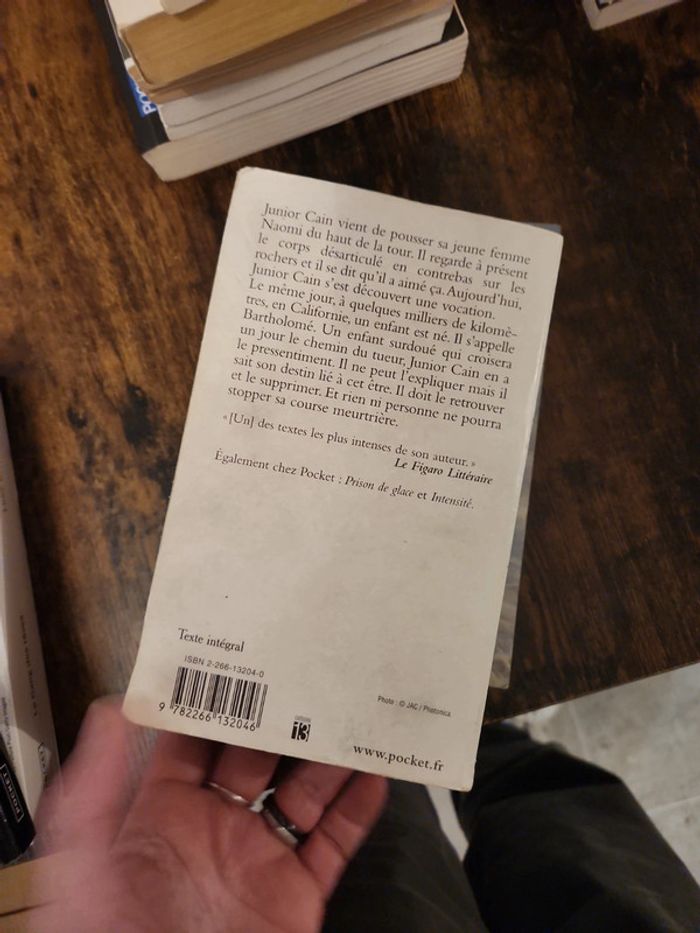 Junior Cain vient de pousser sa jeune femme
Naomi du haut de la tour. Il regarde à présent
le corps désarticulé en contrebas sur les
rochers et il se dit qu'il a aimé ça. Aujourd'hui,
Junior Cain s'est découvert une vocation.
Le même jour, à quelques milliers de kilomè-
tres, en Californie, un enfant est né. Il s'appelle
Bartholomé. Un enfant surdoué qui croisera
un jour le chemin du tueur, Junior Cain en a
le pressentiment. Il ne peut l'expliquer mais il
sait son destin lié à cet être. Il doit le retrouver
et le supprimer. Et rien ni personne ne pourra
stopper sa course meurtrière.
« [Un] des textes les plus intenses de son auteur. »
Le Figaro Littéraire
Également chez Pocket : Prison de glace et Intensité.
Texte intégral
ISBN 2-266-13204-0
9 782266 132046
Photo : © JAC / Photonica
catégorie
13
www.pocket.fr
POCKET